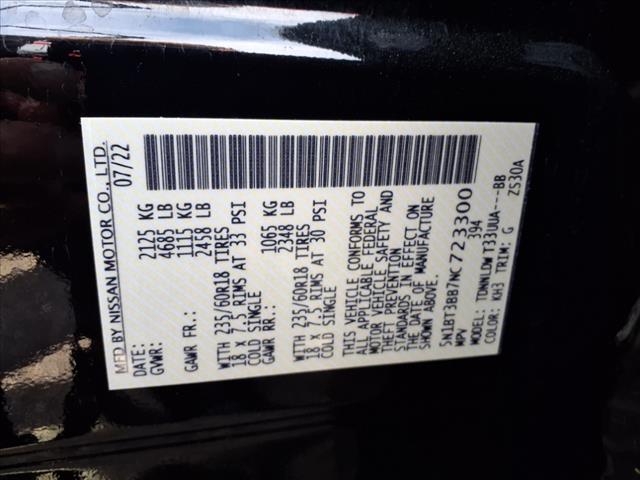 MFD BY NISSAN MOTOR CO., LTD.
DATE: 07/22
GVWR: 2125 KG
4685 LB
GAWR FR.: 1115 KG
2458 LB
WITH 235/60R18 TIRES
18 X 7.5 RIMS AT 33 PSI
COLD SINGLE
GAWR RR.: 1065 KG
2348 LB
WITH 235/60R18 TIRES
18 X 7.5 RIMS AT 30 PSI
COLD SINGLE
THIS VEHICLE CONFORMS TO
ALL APPLICABLE FEDERAL
MOTOR VEHICLE SAFETY AND
THEFT PREVENTION
STANDARDS IN EFFECT ON
THE DATE OF MANUFACTURE
SHOWN ABOVE.
5N1BT3BB7NC723300
MPV 394
MODEL: TDNNLDW T33UUA---BB
COLOR: KH3 TRIM: G ZS30A